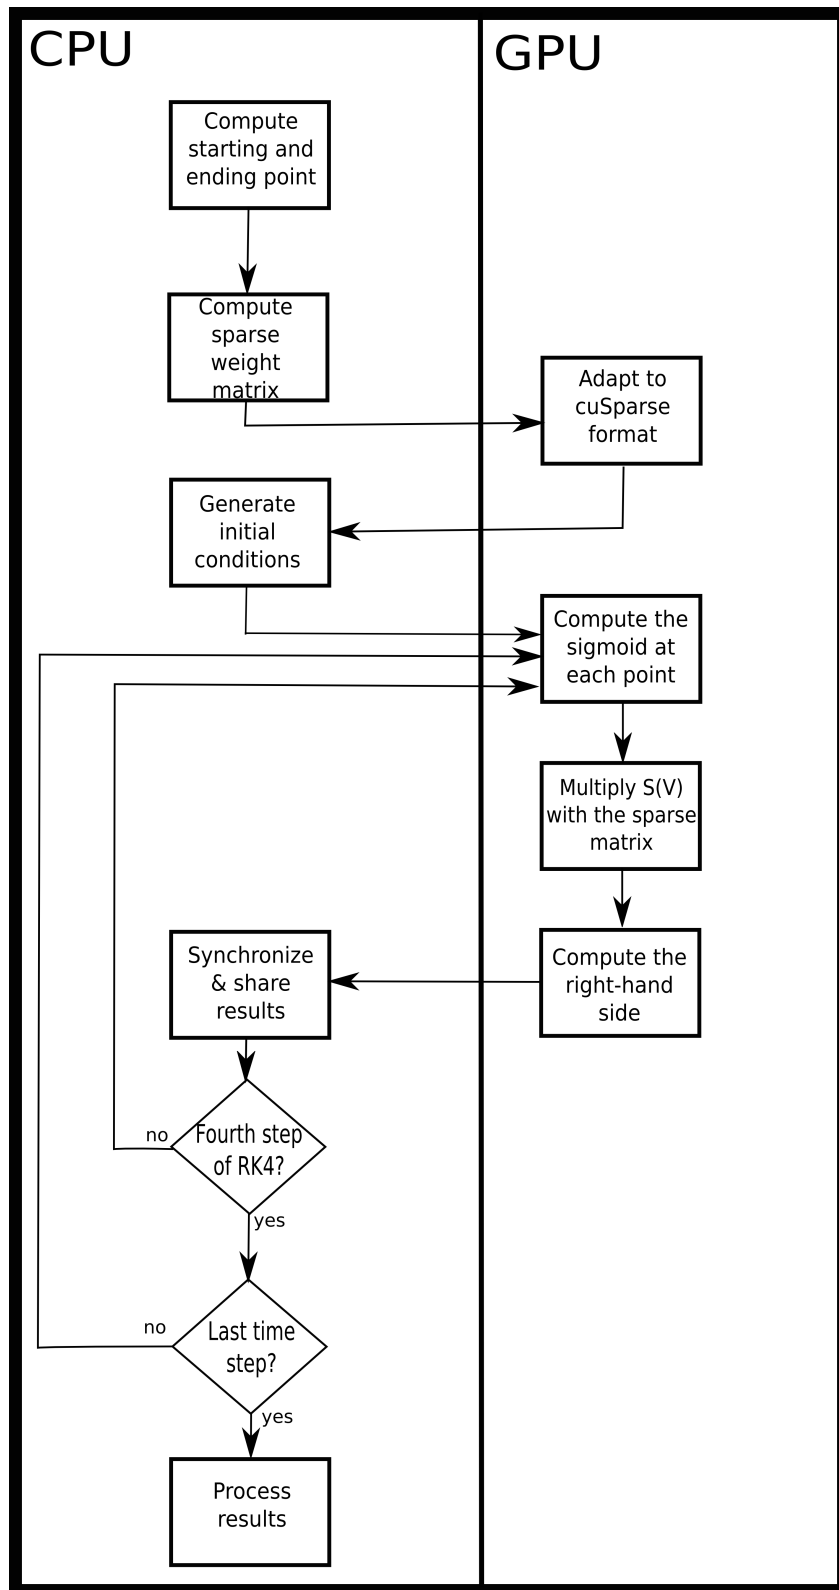 CPU
GPU
Compute
starting and
ending point
Compute
sparse
weight
matrix
Adapt to
cuSparse
format
Generate
initial
conditions
Compute the
sigmoid at
each point
Multiply S(V)
with the sparse
matrix
Synchronize
& share
results
Compute the
right-hand
side
no
Fourth step
of RK4?
yes
no
Last time
step?
yes
Process
results